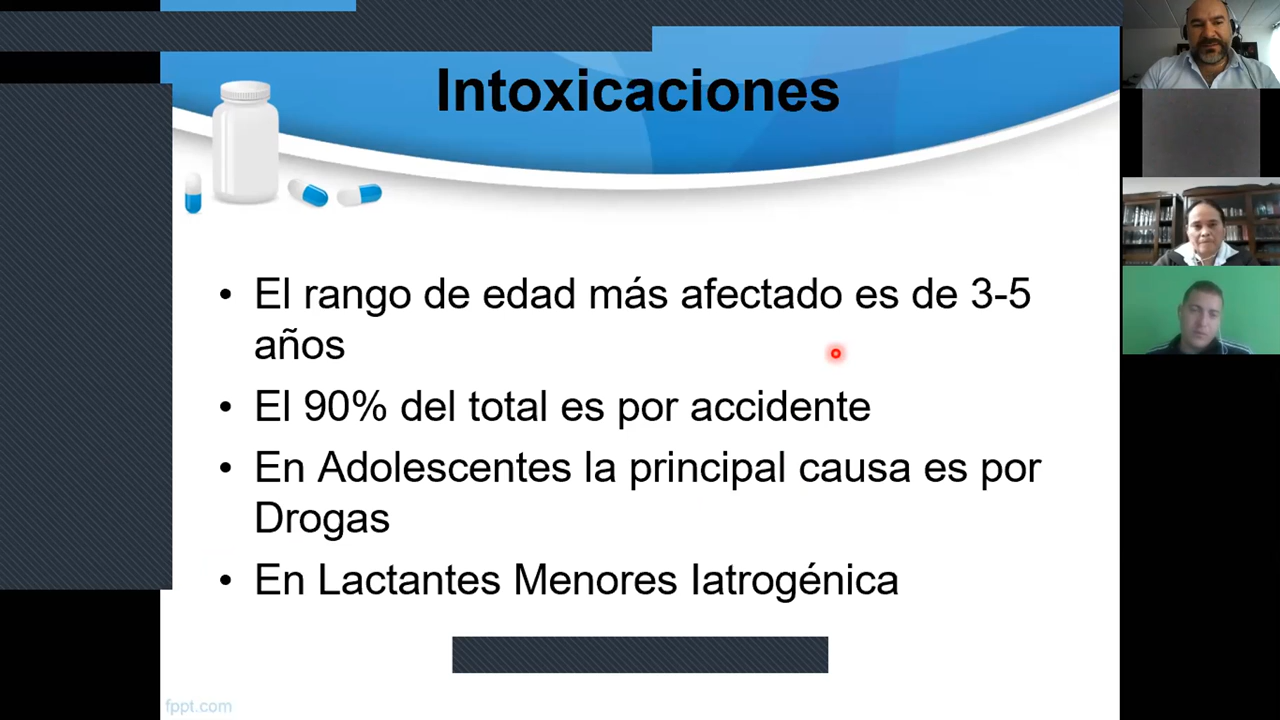 Intoxicaciones
• El rango de edad más afectado es de 3-5
años
• El 90% del total es por accidente
• En Adolescentes la principal causa es por
Drogas
• En Lactantes Menores Iatrogénica
fppt.com